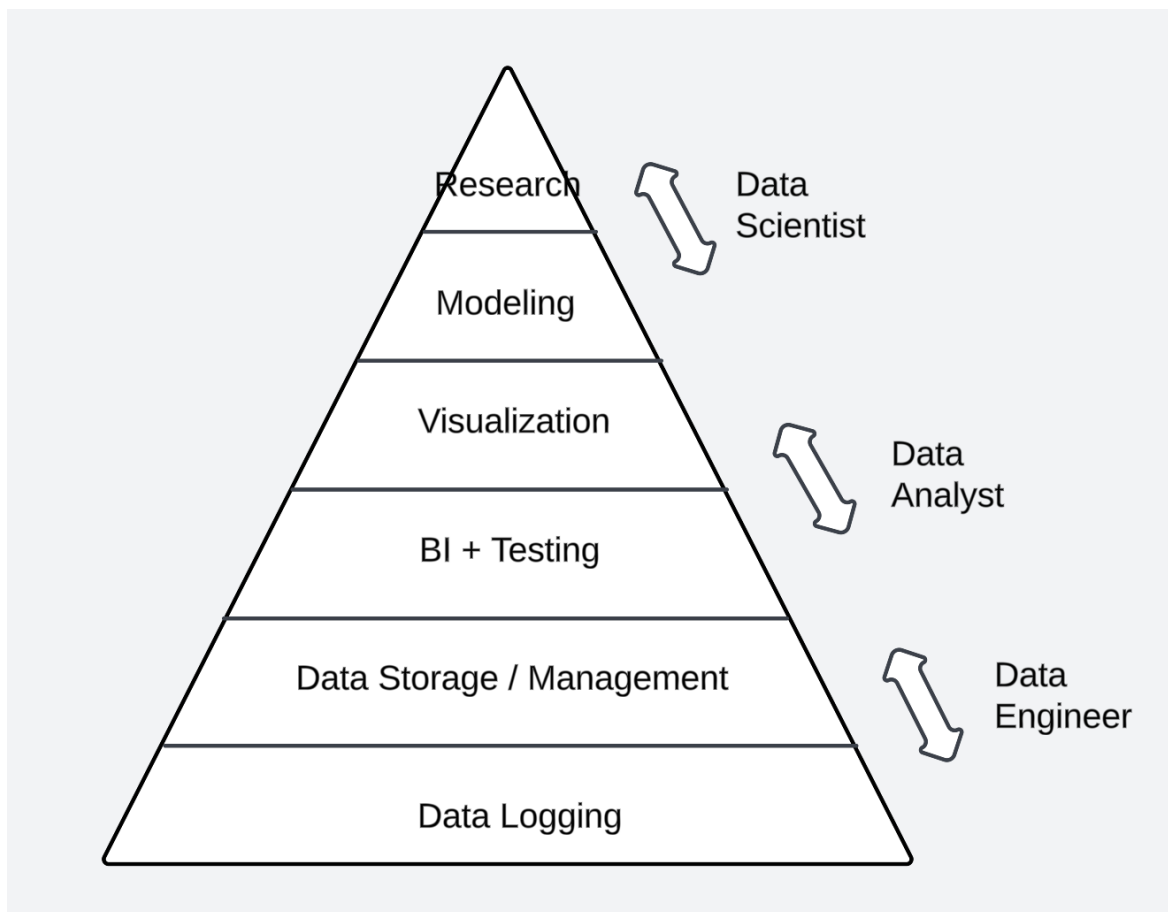 Research
Data
Scientist
Modeling
Visualization
Data
Analyst
BI + Testing
Data Storage / Management
Data
Engineer
Data Logging